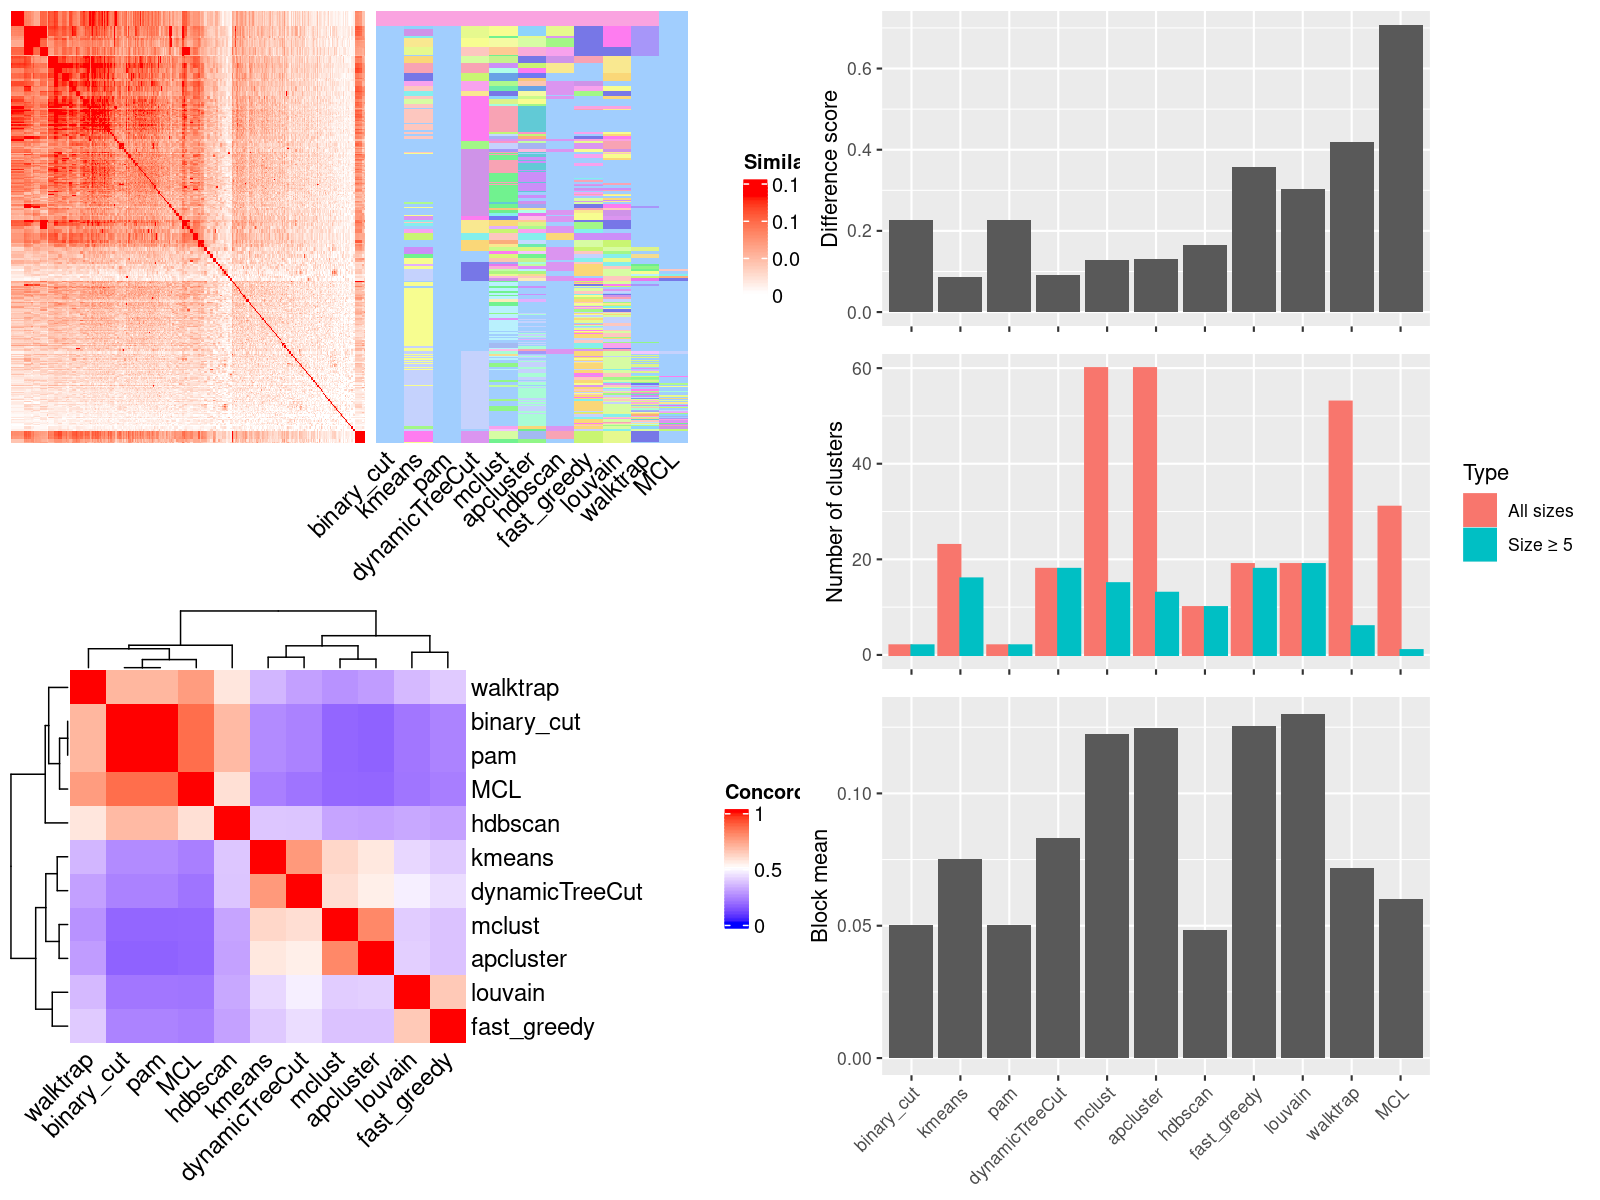 Simila
0.1
0.1
0.0
0
binary_cut
kmeans
pam
dynamicTreeCut
mclust
apcluster
hdbscan
fast_greedy
louvain
walktrap
MCL
walktrap
binary_cut
pam
MCL
hdbscan
kmeans
dynamicTreeCut
mclust
apcluster
louvain
fast_greedy
walktrap
binary_cut
pam
MCL
hdbscan
kmeans
dynamicTreeCut
mclust
apcluster
louvain
fast_greedy
Concord
1
0.5
0
Difference score
0.6
0.4
0.2
0.0
Number of clusters
60
40
20
0
Type
All sizes
Size ≥ 5
Block mean
0.10
0.05
0.00
binary_cut
kmeans
pam
dynamicTreeCut
mclust
apcluster
hdbscan
fast_greedy
louvain
walktrap
MCL